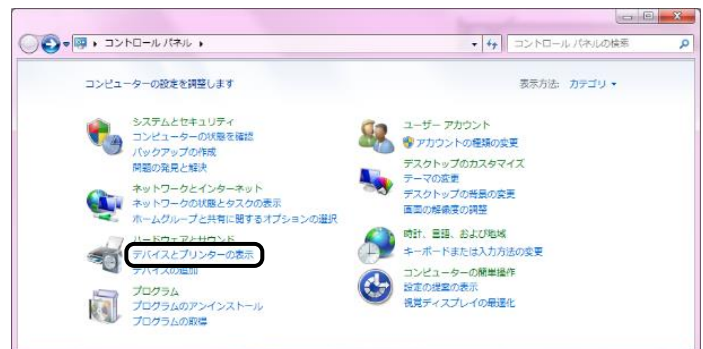 コントロール パネル
コントロール パネルの検索
コンピューターの設定を調整します
表示方法: カテゴリ
システムとセキュリティ
コンピューターの状態を確認
バックアップの作成
問題の発見と解決
ネットワークとインターネット
ネットワークの状態とタスクの表示
ホームグループと共有に関するオプションの選択
ハードウェアとサウンド
デバイスとプリンターの表示
デバイスの追加
プログラム
プログラムのアンインストール
プログラムの取得
ユーザー アカウント
アカウントの種類の変更
デスクトップのカスタマイズ
テーマの変更
デスクトップの背景の変更
画面の解像度の調整
時計、言語、および地域
キーボードまたは入力方法の変更
コンピューターの簡単操作
設定の提案の表示
視覚ディスプレイの最適化